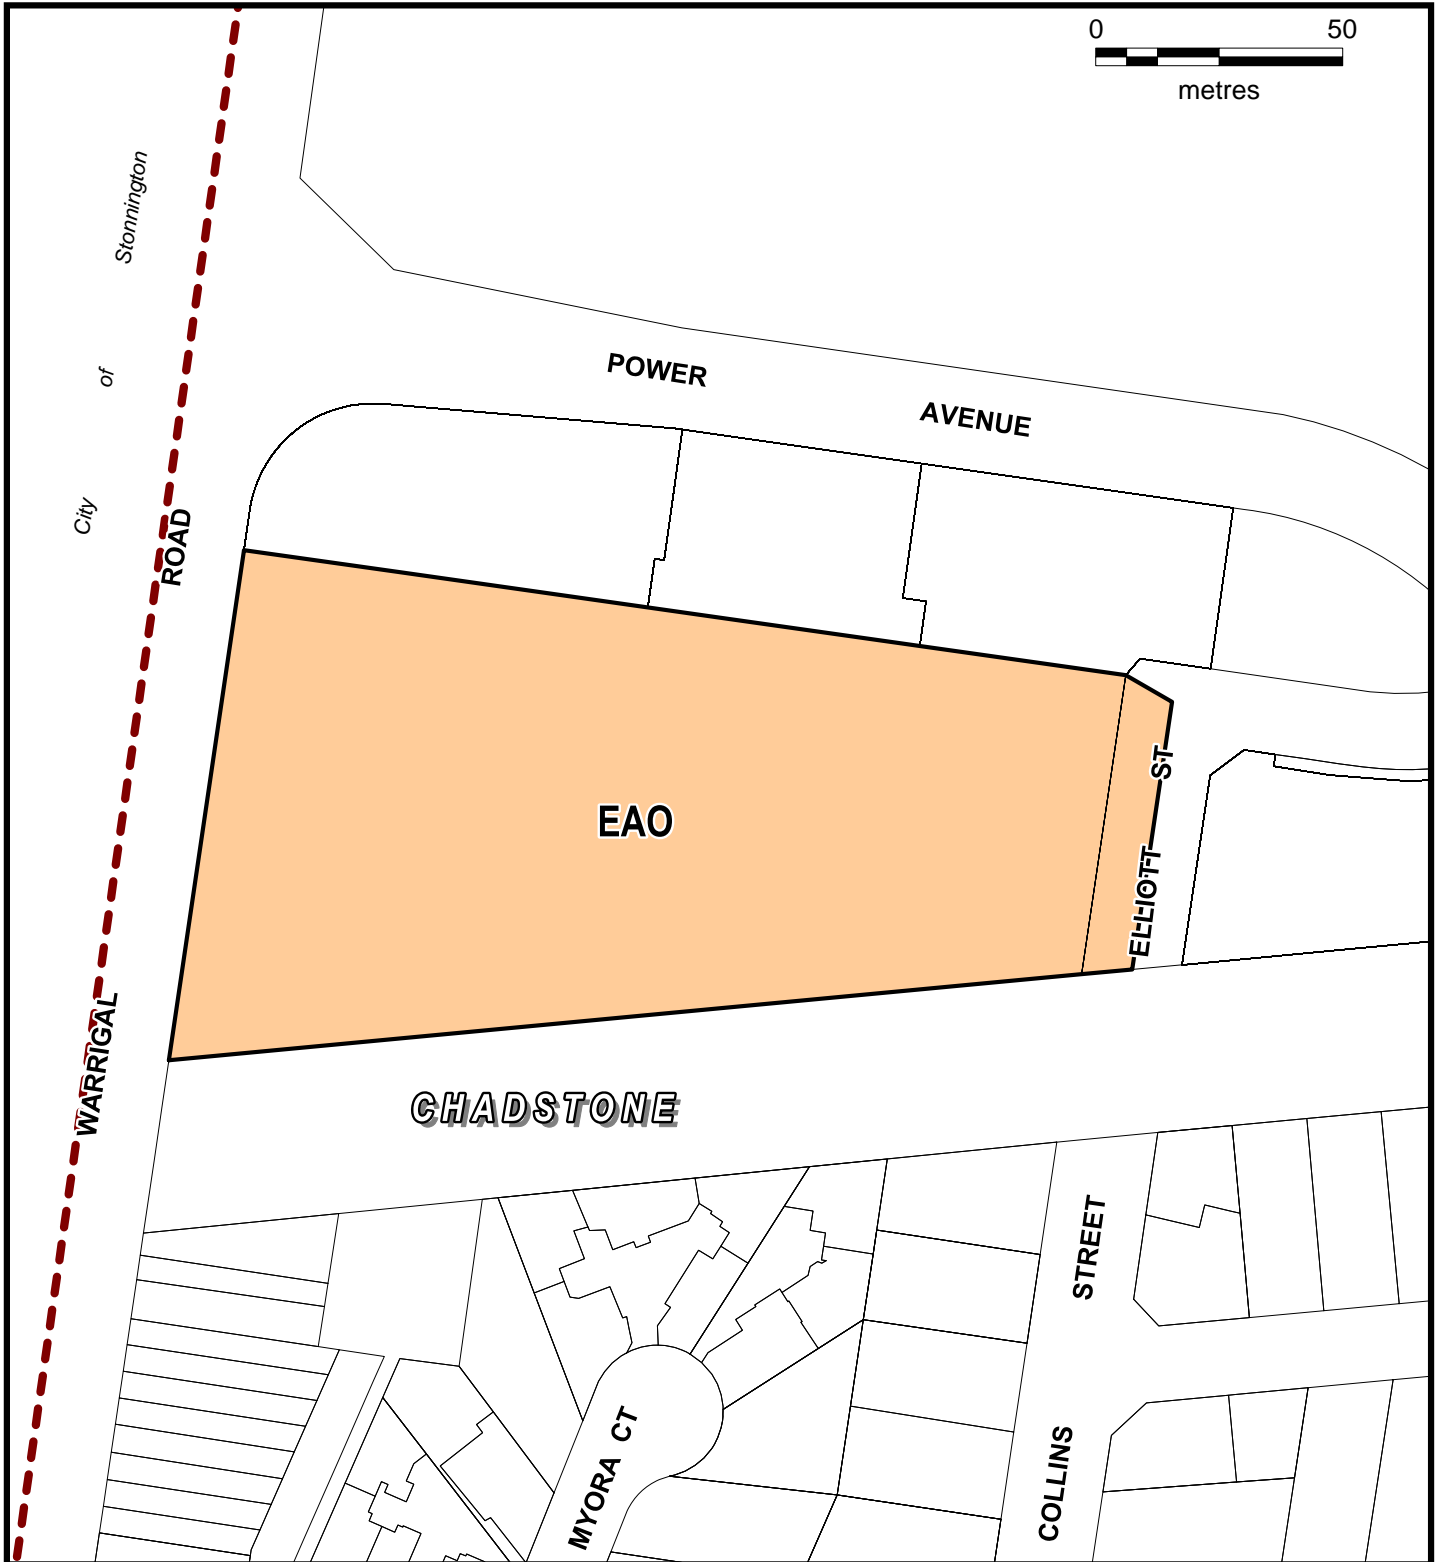 0 50
metres
City of Stonnington
POWER AVENUE
WARRIGAL ROAD
EAO
ELLIOTT ST
CHADSTONE
COLLINS STREET
MYORA CT